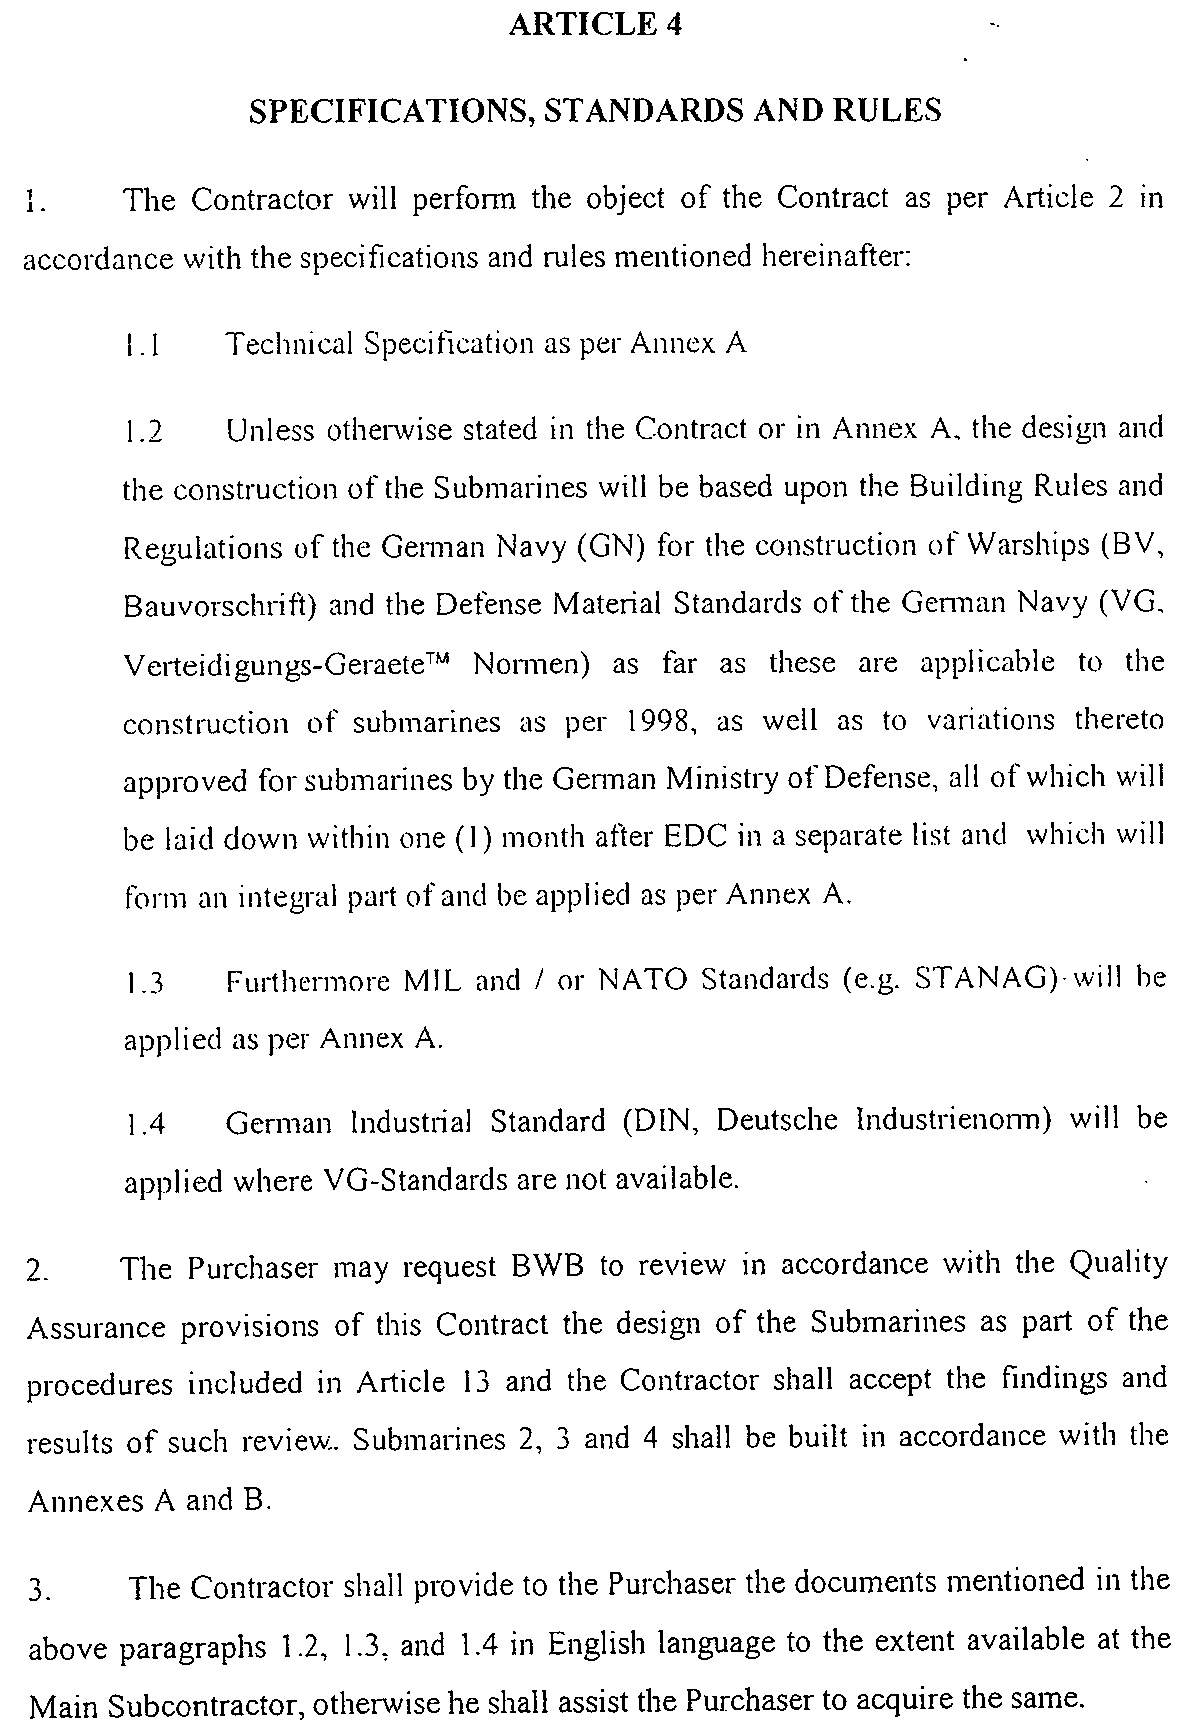 ARTICLE 4
SPECIFICATIONS, STANDARDS AND RULES
1. The Contractor will perform the object of the Contract as per Article 2 in
accordance with the specifications and rules mentioned hereinafter:
1.1 Technical Specification as per Annex A
1.2 Unless otherwise stated in the Contract or in Annex A, the design and
the construction of the Submarines will be based upon the Building Rules and
Regulations of the German Navy (GN) for the construction of Warships (BV,
Bauvorschrift) and the Defense Material Standards of the German Navy (VG,
Verteidigungs-Geraete™ Normen) as far as these are applicable to the
construction of submarines as per 1998, as well as to variations thereto
approved for submarines by the German Ministry of Defense, all of which will
be laid down within one (1) month after EDC in a separate list and which will
form an integral part of and be applied as per Annex A.
1.3 Furthermore MIL and / or NATO Standards (e.g. STANAG) will be
applied as per Annex A.
1.4 German Industrial Standard (DIN, Deutsche Industrienorm) will be
applied where VG-Standards are not available.
2. The Purchaser may request BWB to review in accordance with the Quality
Assurance provisions of this Contract the design of the Submarines as part of the
procedures included in Article 13 and the Contractor shall accept the findings and
results of such review.. Submarines 2, 3 and 4 shall be built in accordance with the
Annexes A and B.
3. The Contractor shall provide to the Purchaser the documents mentioned in the
above paragraphs 1.2, 1.3, and 1.4 in English language to the extent available at the
Main Subcontractor, otherwise he shall assist the Purchaser to acquire the same.